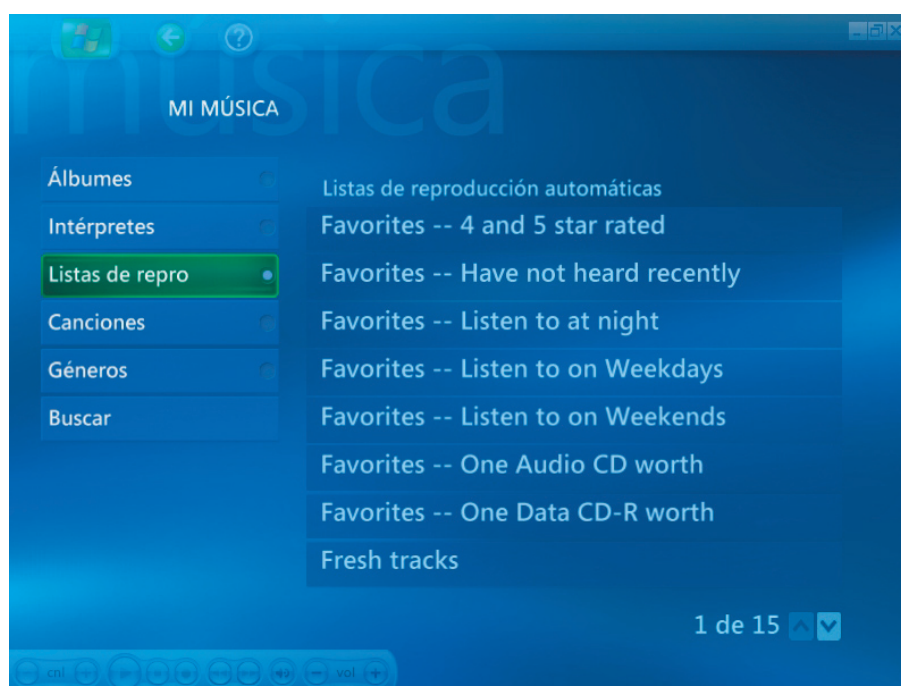 música
MI MÚSICA
Álbumes
Intérpretes
Listas de repro
Canciones
Géneros
Buscar
Listas de reproducción automáticas
Favorites -- 4 and 5 star rated
Favorites -- Have not heard recently
Favorites -- Listen to at night
Favorites -- Listen to on Weekdays
Favorites -- Listen to on Weekends
Favorites -- One Audio CD worth
Favorites -- One Data CD-R worth
Fresh tracks
1 de 15
cnl vol